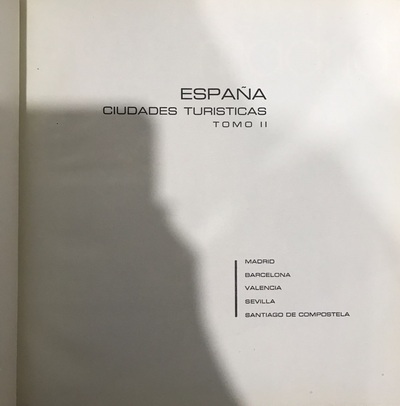 ESPAÑA
CIUDADES TURISTICAS
TOMO II
MADRID
BARCELONA
VALENCIA
SEVILLA
SANTIAGO DE COMPOSTELA